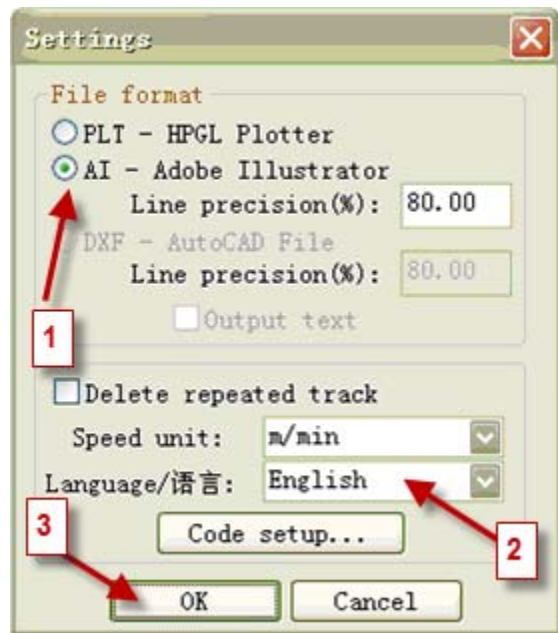 Settings
File format
PLT - HPGL Plotter
AI - Adobe Illustrator
Line precision(%): 80.00
DXF - AutoCAD File
Line precision(%): 80.00
Output text
1
Delete repeated track
Speed unit: m/min
Language/语言: English
3
Code setup...
2
OK Cancel